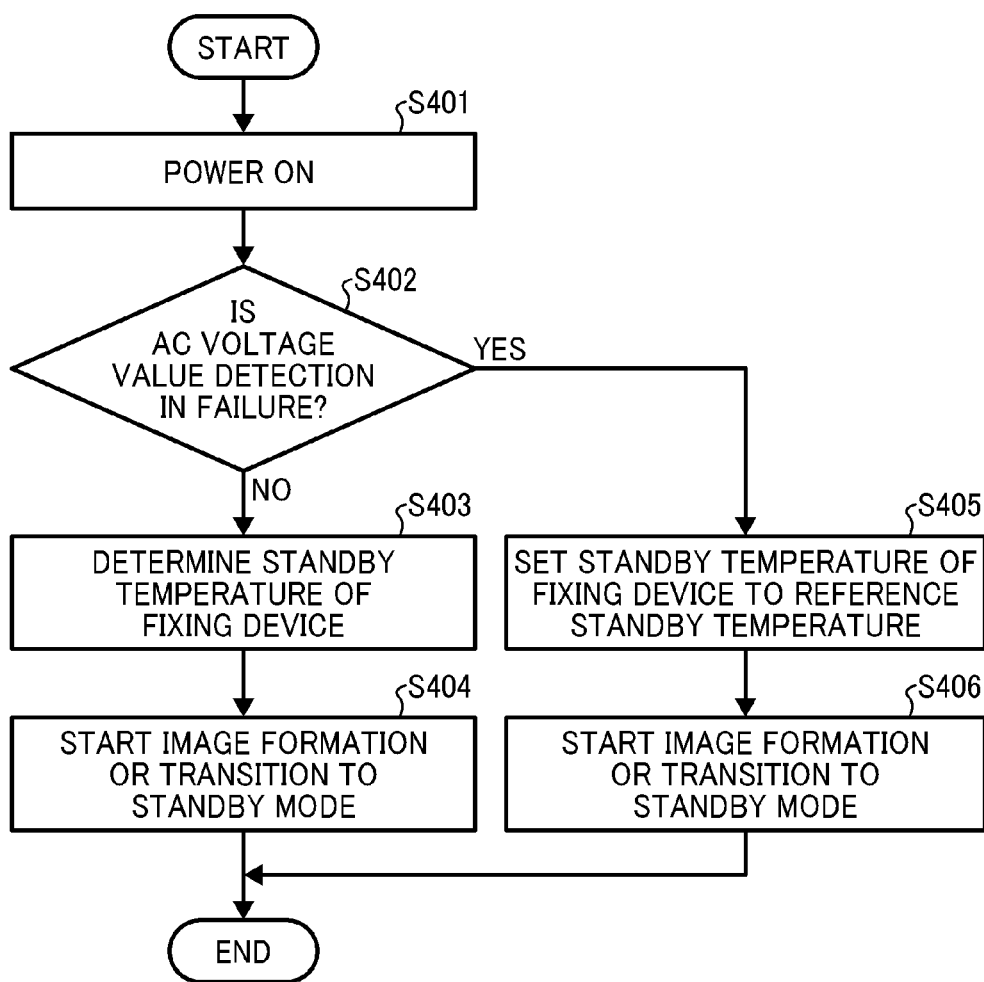 START
S401
POWER ON
S402
IS
AC VOLTAGE
VALUE DETECTION
IN FAILURE?
YES
NO
S403
DETERMINE STANDBY
TEMPERATURE OF
FIXING DEVICE
S405
SET STANDBY TEMPERATURE OF
FIXING DEVICE TO REFERENCE
STANDBY TEMPERATURE
S404
START IMAGE FORMATION
OR TRANSITION TO
STANDBY MODE
S406
START IMAGE FORMATION
OR TRANSITION TO
STANDBY MODE
END